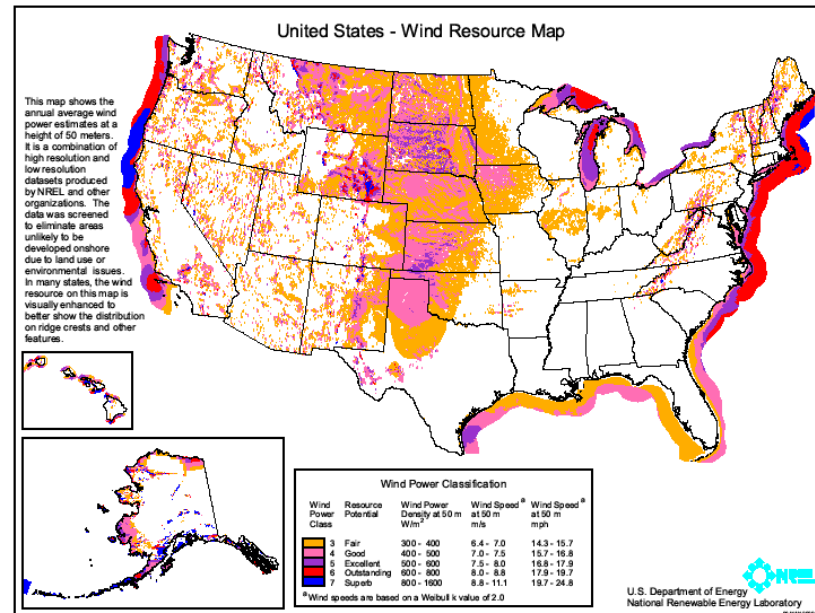 United States - Wind Resource Map
This map shows the
annual average wind
power estimates at a
height of 50 meters.
It is a combination of
high resolution and
low resolution
datasets produced
by NREL and other
organizations. The
data was screened
to eliminate areas
unlikely to be
developed onshore
due to land use or
environmental issues.
In many states, the wind
resource on this map is
visually enhanced to
better show the distribution
on ridge crests and other
features.
Wind Power Classification
Wind Resource Wind Power Wind Speed a Wind Speed a
Power Potential Density at 50 m at 50 m at 50 m
Class W/m2 m/s mph
3 Fair 300 - 400 6.4 - 7.0 14.3 - 15.7
4 Good 400 - 500 7.0 - 7.5 15.7 - 16.8
5 Excellent 500 - 600 7.5 - 8.0 16.8 - 17.9
6 Outstanding 600 - 800 8.0 - 8.8 17.9 - 19.7
7 Superb 800 - 1600 8.8 - 11.1 19.7 - 24.8
a Wind speeds are based on a Weibull k value of 2.0
NREL
U.S. Department of Energy
National Renewable Energy Laboratory